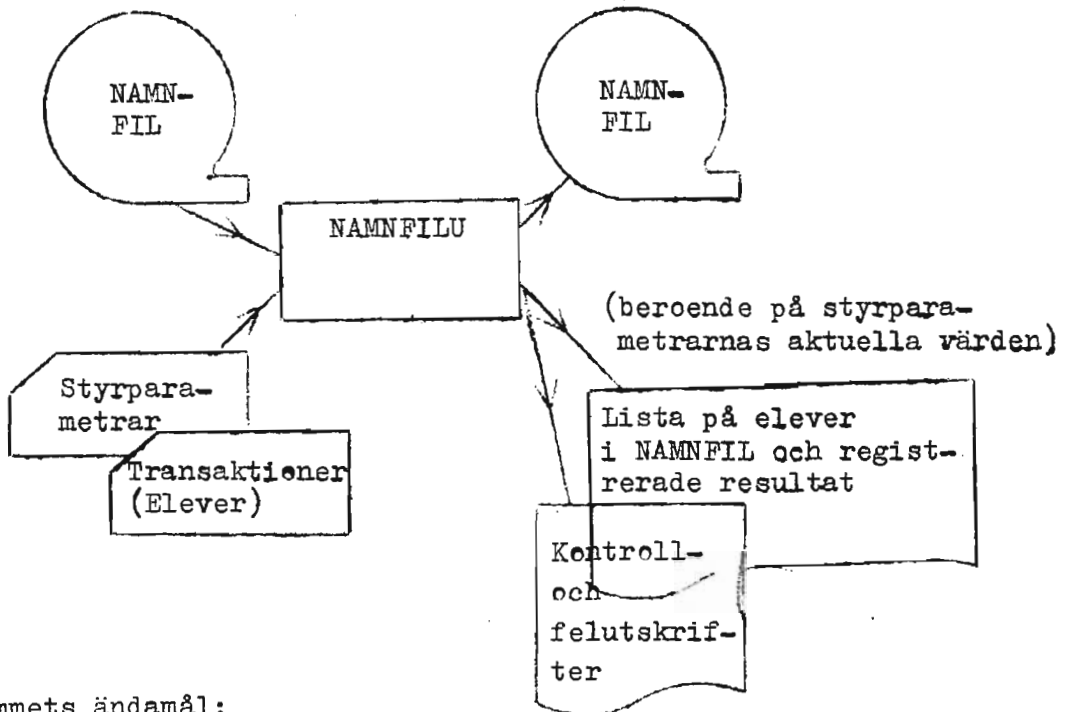 NAMN-
FIL
NAMN-
FIL
NAMNFILU
(beroende på styrpara-
metrarnas aktuella värden)
Styrpara-
metrar
Transaktioner
(Elever)
Lista på elever
i NAMNFIL och regist-
rerade resultat
Kontroll-
och
felutskrif-
ter
ändamål: